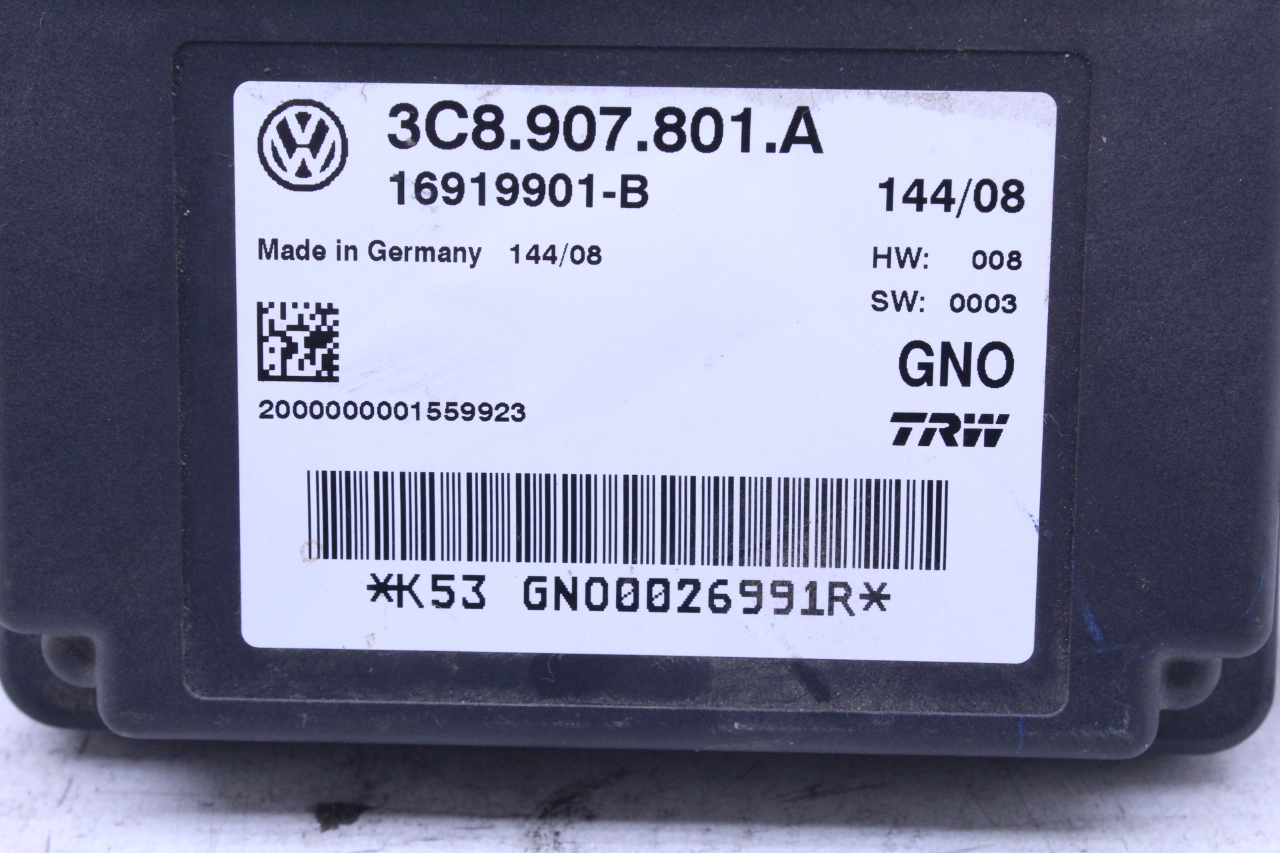 3C8.907.801.A
16919901-B 144/08
Made in Germany 144/08 HW: 008
SW: 0003
GNO
2000000001559923 TRW
*K53 GNO00026991R*